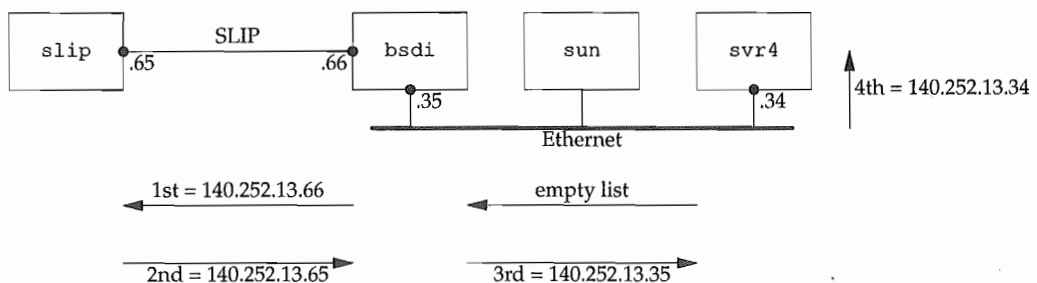 slip
SLIP
bsdi
sun
svr4
.65
.66
.35
.34
4th = 140.252.13.34
Ethernet
1st = 140.252.13.66
empty list
2nd = 140.252.13.65
3rd = 140.252.13.35